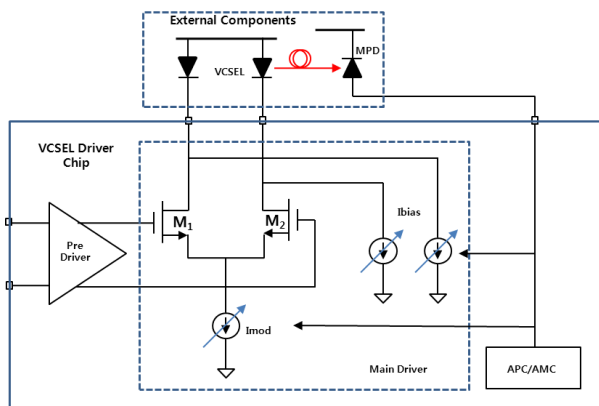 External Components
MPD
VCSEL
VCSEL Driver
Chip
M1
M2
Ibias
Pre
Driver
Imod
Main Driver
APC/AMC